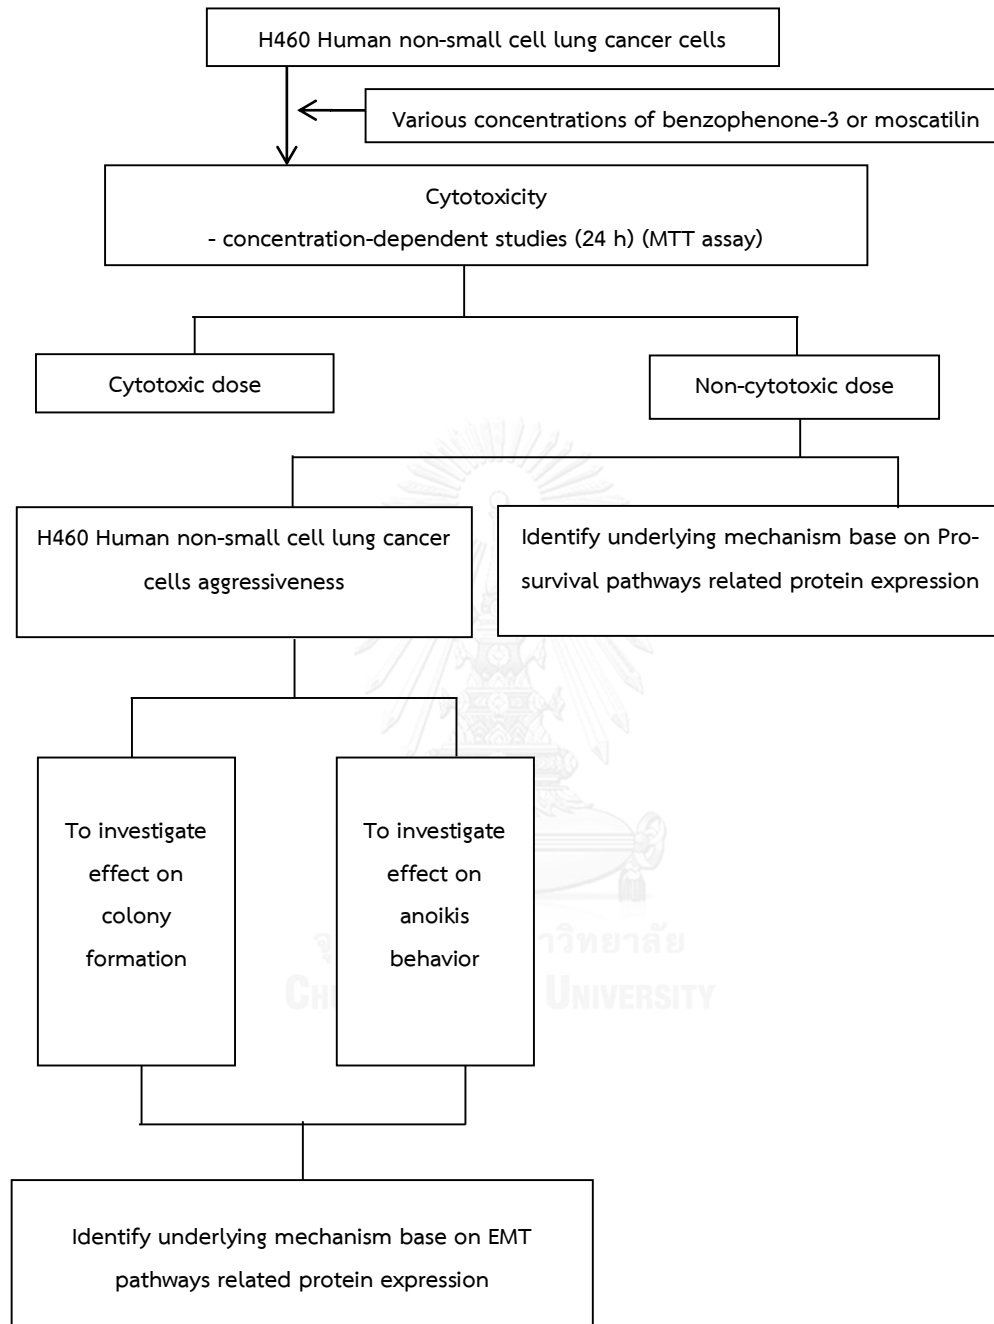 H460 Human non-small cell lung cancer cells
Various concentrations of benzophenone-3 or moscatilin
Cytotoxicity
- concentration-dependent studies (24 h) (MTT assay)
Cytotoxic dose
Non-cytotoxic dose
H460 Human non-small cell lung cancer
cells aggressiveness
Identify underlying mechanism base on Pro-
survival pathways related protein expression
To investigate
effect on
colony
formation
To investigate
effect on
anoikis
behavior
UNIVERSITY
Identify underlying mechanism base on EMT
pathways related protein expression